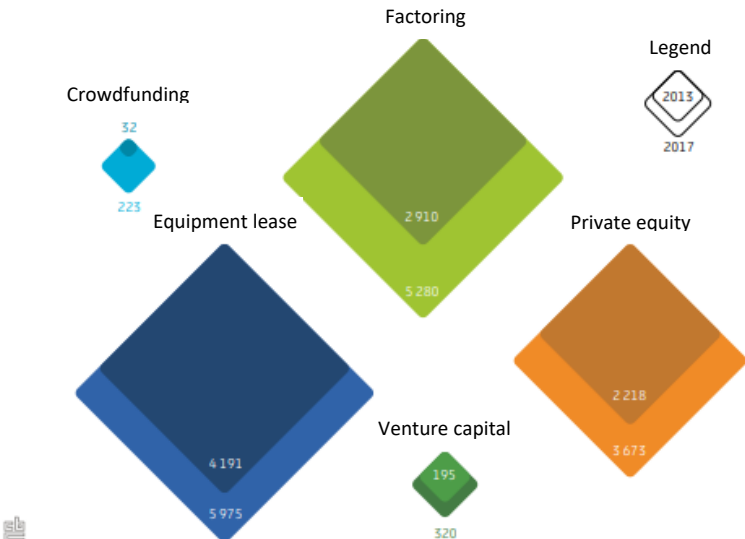 Factoring
Legend
2013
2017
Crowdfunding
32
223
2 910
5 280
Equipment lease
4 191
5 975
Private equity
2 218
3 673
Venture capital
195
320